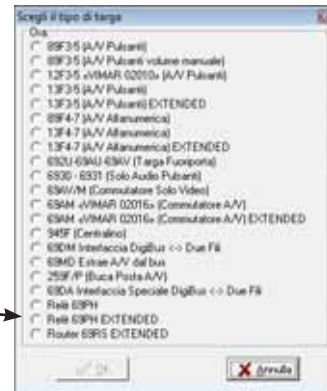 Scegli il tipo di targa
Ora
89F3-5 (A/V Pulsanti)
89F3-5 (A/V Pulsanti volume manuale)
12F3-5 «VIMAR 02010» (A/V Pulsanti)
13F3-5 (A/V Pulsanti)
13F3-5 (A/V Pulsanti) EXTENDED
89F4-7 (A/V Alfanumerica)
13F4-7 (A/V Alfanumerica)
13F4-7 (A/V Alfanumerica) EXTENDED
692U-69AU-69AV (Targa Fuoriporta)
6930 - 6931 (Solo Audio Pulsanti)
69AV/M (Commutatore Solo Video)
69AM «VIMAR 02016» (Commutatore A/V)
69AM «VIMAR 02016» (Commutatore A/V) EXTENDED
945F (Centralino)
69DM Interfaccia DigiBus <-> Due Fili
69MD Estrae A/V dal bus
259F/P (Buca Posta A/V)
69DA Interfaccia Speciale DigiBus <-> Due Fili
Relè 69PH
Relè 69PH EXTENDED
Router 69RS EXTENDED
Annulla